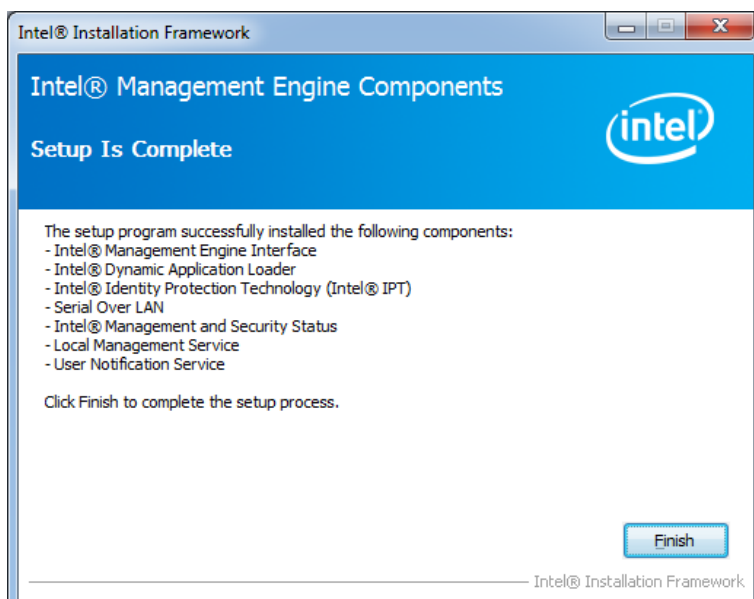 Intel® Installation Framework
Intel® Management Engine Components
Setup Is Complete
intel
The setup program successfully installed the following components:
- Intel® Management Engine Interface
- Intel® Dynamic Application Loader
- Intel® Identity Protection Technology (Intel® IPT)
- Serial Over LAN
- Intel® Management and Security Status
- Local Management Service
- User Notification Service
Click Finish to complete the setup process.
Finish
Intel® Installation Framework